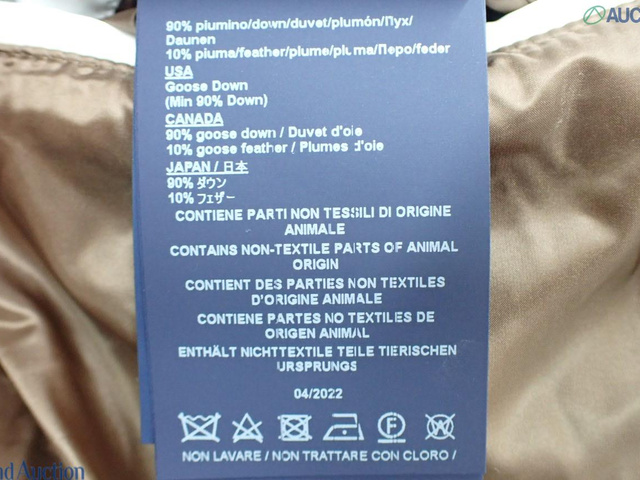 AUC
90% piumino/down/duvet/plumón/Пух/
Daunen
10% piuma/feather/plume/pluma/Перо/feder
USA
Goose Down
(Min 90% Down)
CANADA
90% goose down / Duvet d'oie
10% goose feather / Plumes d'oie
JAPAN / 日本
90% ダウン
10% フェザー
CONTIENE PARTI NON TESSILI DI ORIGINE
ANIMALE
CONTAINS NON-TEXTILE PARTS OF ANIMAL
ORIGIN
CONTIENT DES PARTIES NON TEXTILES
D'ORIGINE ANIMALE
CONTIENE PARTES NO TEXTILES DE
ORIGEN ANIMAL
ENTHÄLT NICHTTEXTILE TEILE TIERISCHEN
URSPRUNGS
04/2022
NON LAVARE / NON TRATTARE CON CLORO /
nd Auction